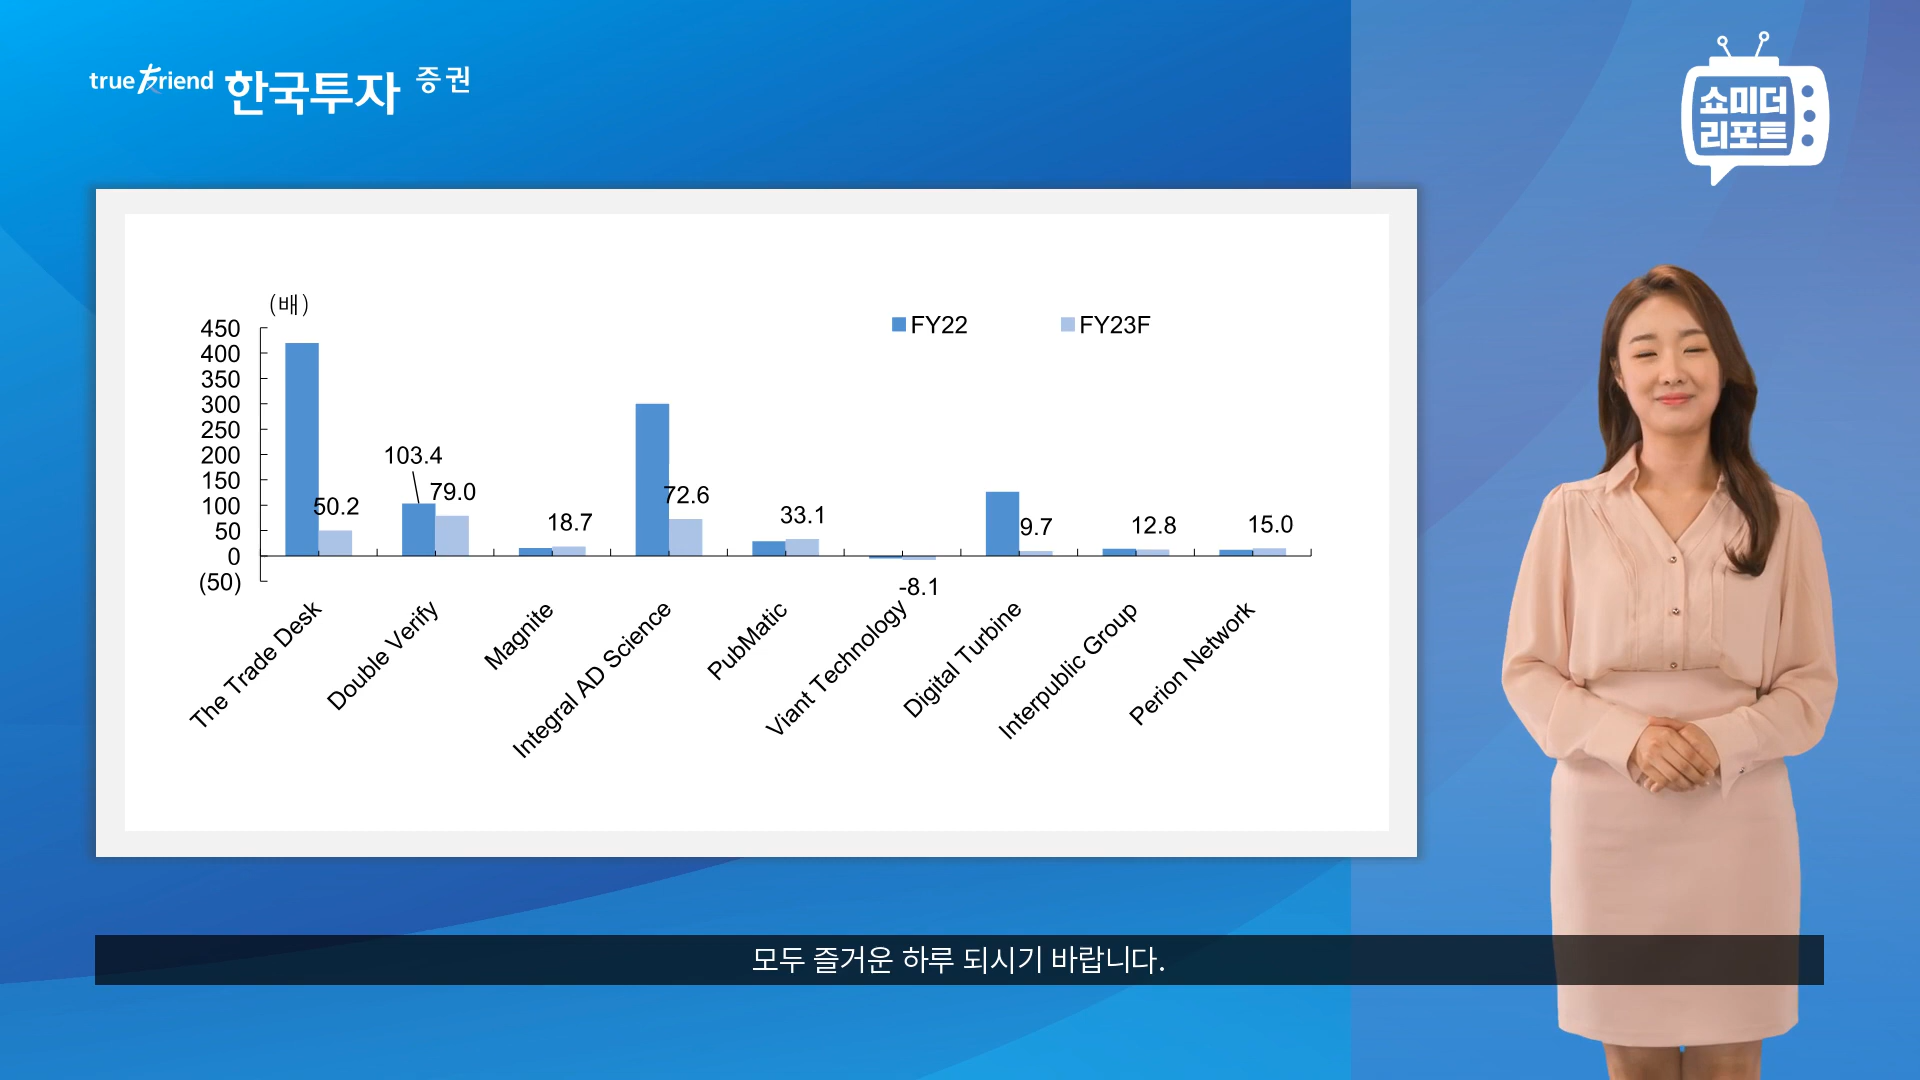 true friend 한국투자 증권
쇼미더
리포트
(배)
FY22 FY23F
450
400
350
300
250
200
150
100
50
0
(50)
50.2
103.4
79.0
18.7
72.6
33.1
-8.1
9.7
12.8
15.0
The Trade Desk
Double Verify
Magnite
Integral AD Science
PubMatic
Viant Technology
Digital Turbine
Interpublic Group
Perion Network
모두 즐거운 하루 되시기 바랍니다.